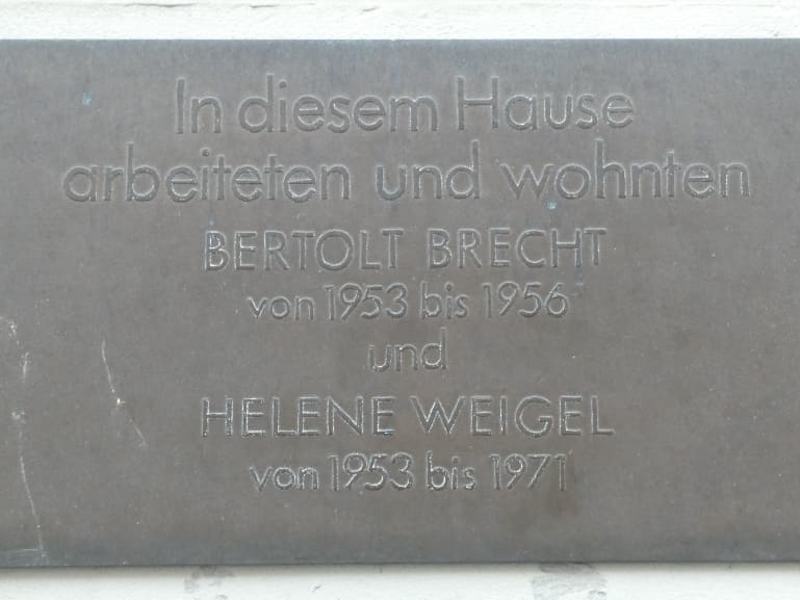 In diesem Hause
arbeiteten und wohnten
BERTOLT BRECHT
von 1953 bis 1956
und
HELENE WEIGEL
von 1953 bis 1971